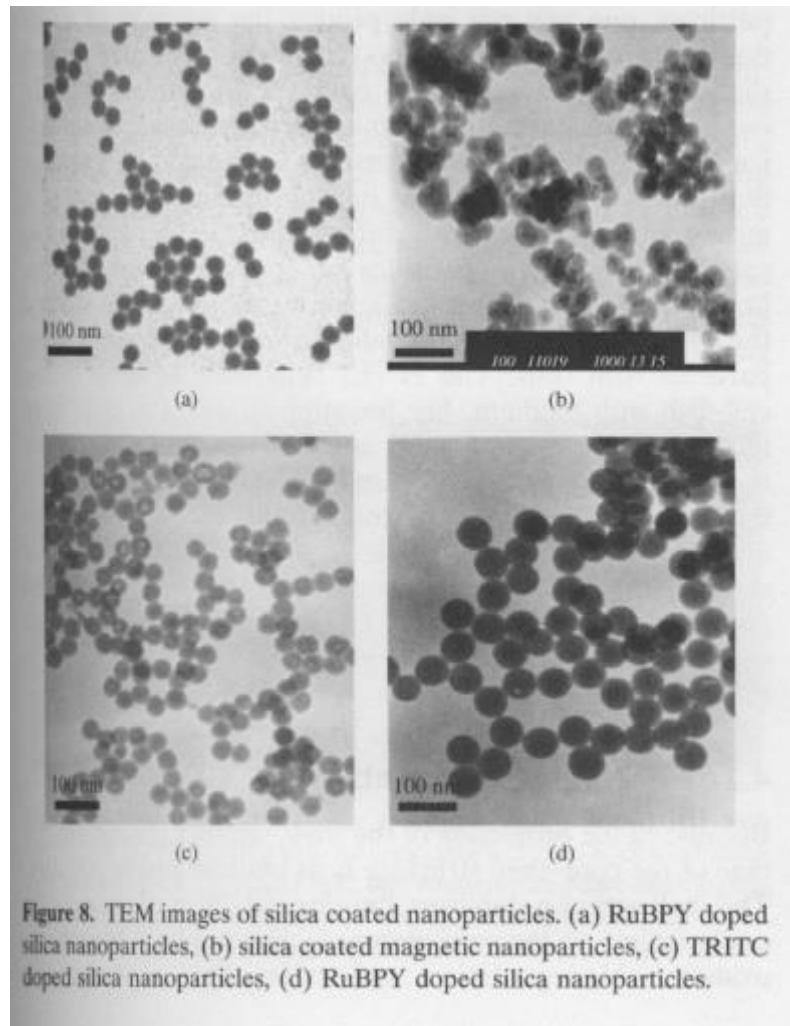 100 nm
100 nm
100 11019 1000 13 15
(a)
(b)
100 nm
100 nm
(c)
(d)
Figure 8. TEM images of silica coated nanoparticles. (a) RuBPY doped
silica nanoparticles, (b) silica coated magnetic nanoparticles, (c) TRITC
doped silica nanoparticles, (d) RuBPY doped silica nanoparticles.